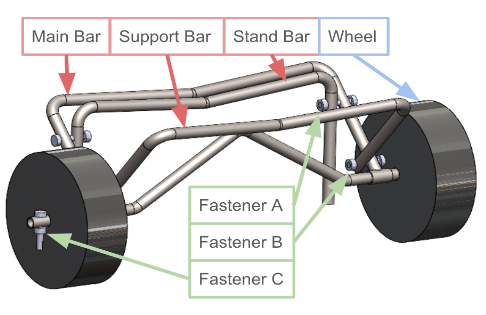 Main Bar
Support Bar
Stand Bar
Wheel
Fastener A
Fastener B
Fastener C